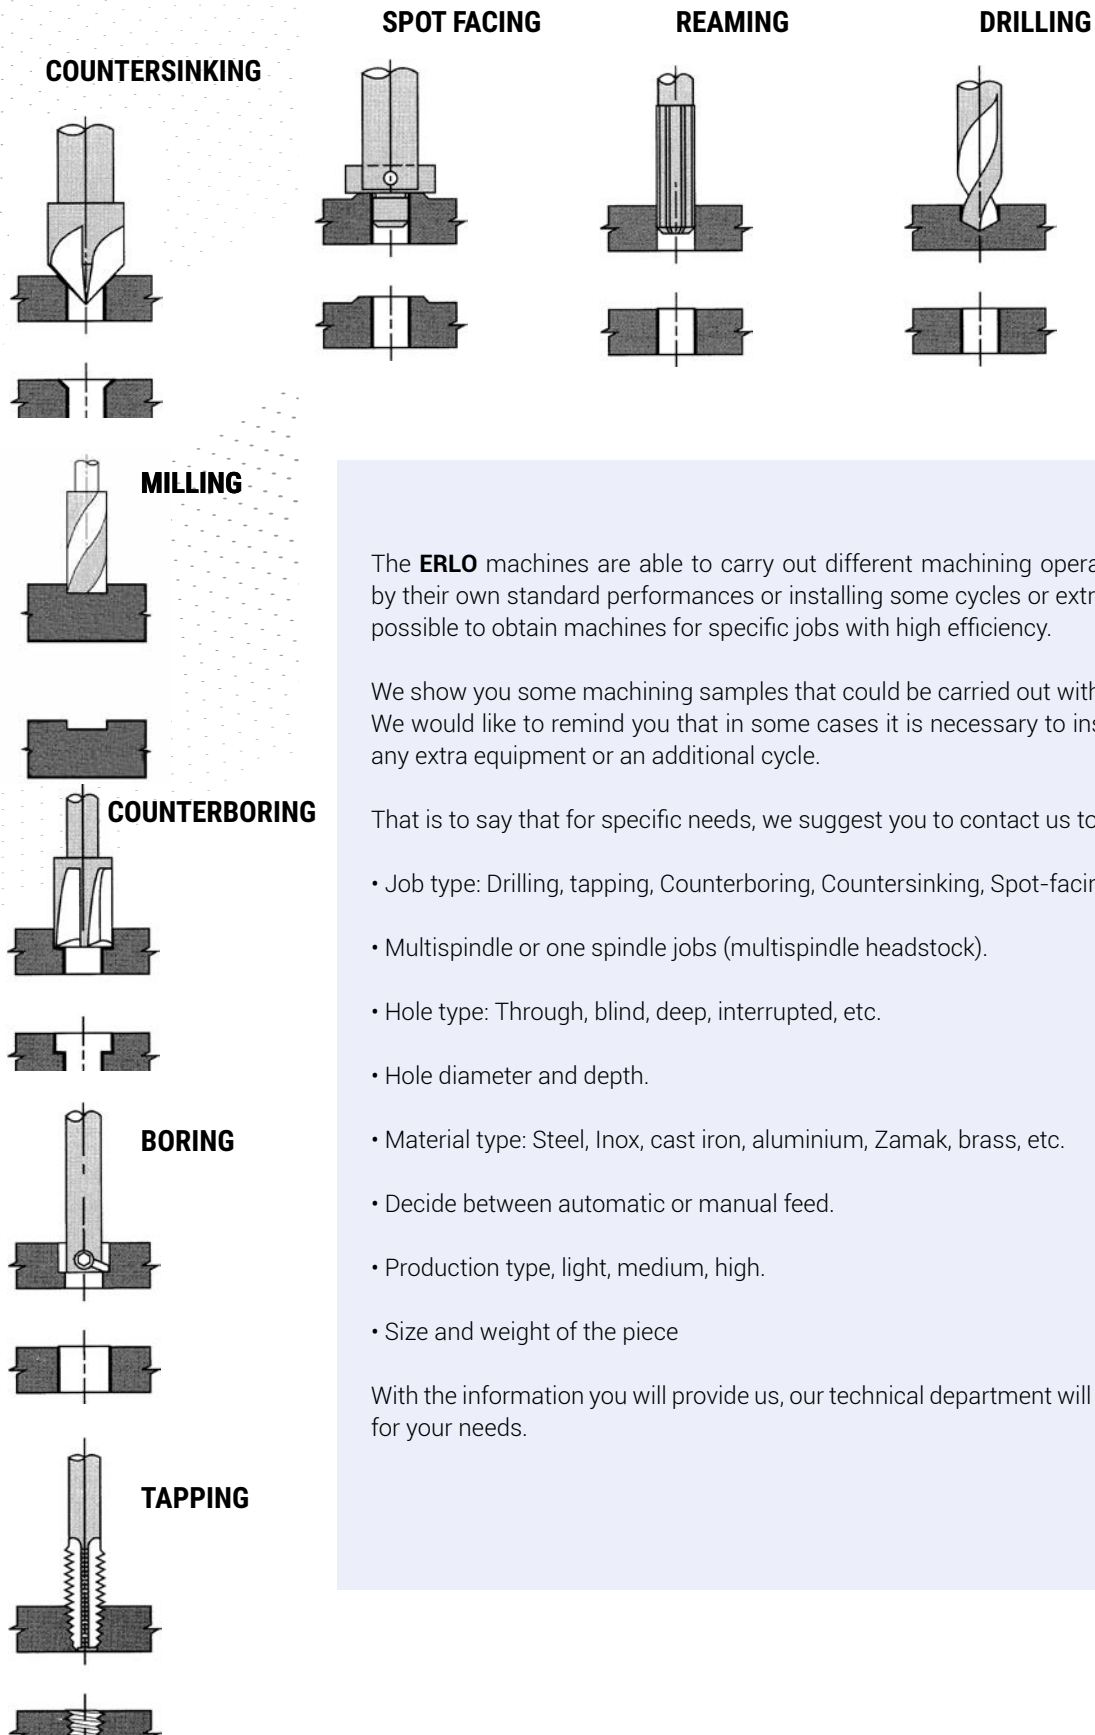 SPOT FACING
REAMING
DRILLING
COUNTERSINKING
MILLING
The ERLO machines are able to carry out different machining opera
by their own standard performances or installing some cycles or extr
possible to obtain machines for specific jobs with high efficiency.
We show you some machining samples that could be carried out with
We would like to remind you that in some cases it is necessary to ins
any extra equipment or an additional cycle.
COUNTERBORING
That is to say that for specific needs, we suggest you to contact us to
• Job type: Drilling, tapping, Counterboring, Countersinking, Spot-facin
• Multispindle or one spindle jobs (multispindle headstock).
• Hole type: Through, blind, deep, interrupted, etc.
• Hole diameter and depth.
BORING
• Material type: Steel, Inox, cast iron, aluminium, Zamak, brass, etc.
• Decide between automatic or manual feed.
• Production type, light, medium, high.
• Size and weight of the piece
With the information you will provide us, our technical department will
for your needs.
TAPPING